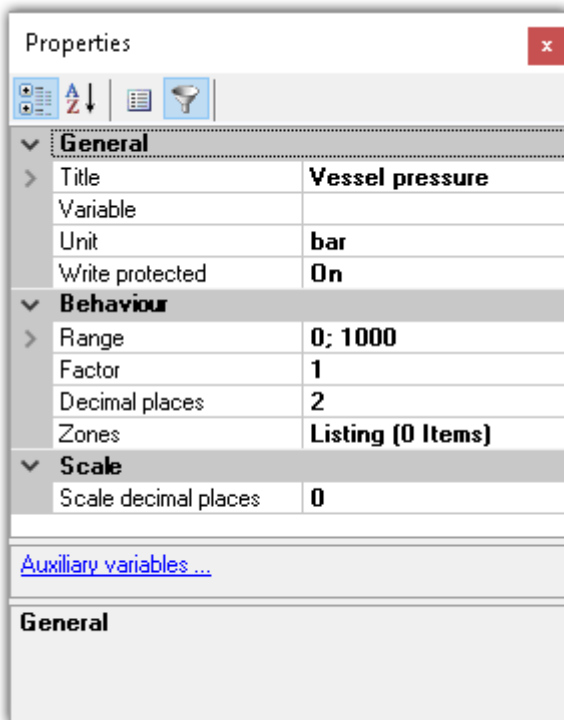 Properties
x
A
Z
General
Title Vessel pressure
Variable
Unit bar
Write protected On
Behaviour
Range 0; 1000
Factor 1
Decimal places 2
Zones Listing (0 Items)
Scale
Scale decimal places 0
Auxiliary variables ...
General